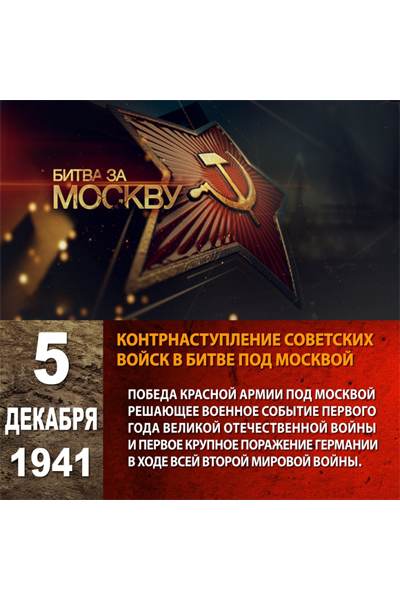 БИТВА ЗА
МОСКВУ
5
ДЕКАБРЯ
1941
КОНТРНАСТУПЛЕНИЕ СОВЕТСКИХ
ВОЙСК В БИТВЕ ПОД МОСКВОЙ
ПОБЕДА КРАСНОЙ АРМИИ ПОД МОСКВОЙ
РЕШАЮЩЕЕ ВОЕННОЕ СОБЫТИЕ ПЕРВОГО
ГОДА ВЕЛИКОЙ ОТЕЧЕСТВЕННОЙ ВОЙНЫ
И ПЕРВОЕ КРУПНОЕ ПОРАЖЕНИЕ ГЕРМАНИИ
В ХОДЕ ВСЕЙ ВТОРОЙ МИРОВОЙ ВОЙНЫ.